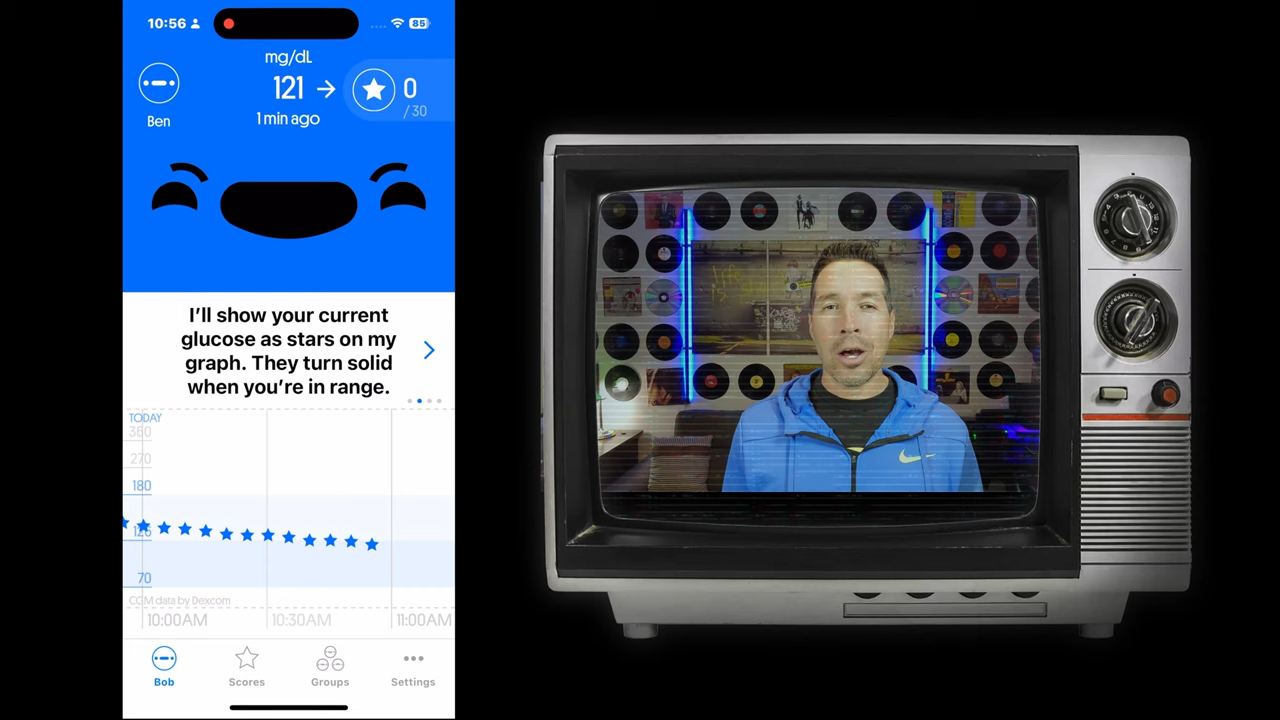 10:56
85
mg/dL
121 →
0
/30
Ben
1 min ago
I'll show your current
glucose as stars on my
graph. They turn solid
when you're in range.
TODAY
360
270
180
126
70
CGM data by Dexcom
10:00AM
10:30AM
11:00AM
Bob
Scores
Groups
Settings